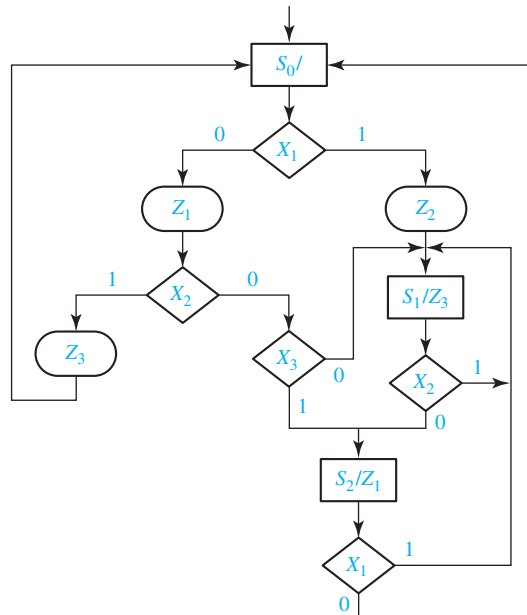 S₀/
0 X₁ 1
Z₁ Z₂
1 X₂ 0
S₁/Z₃
Z₃ X₃ 0 X₂ 1
1 0
S₂/Z₁
X₁ 1
0